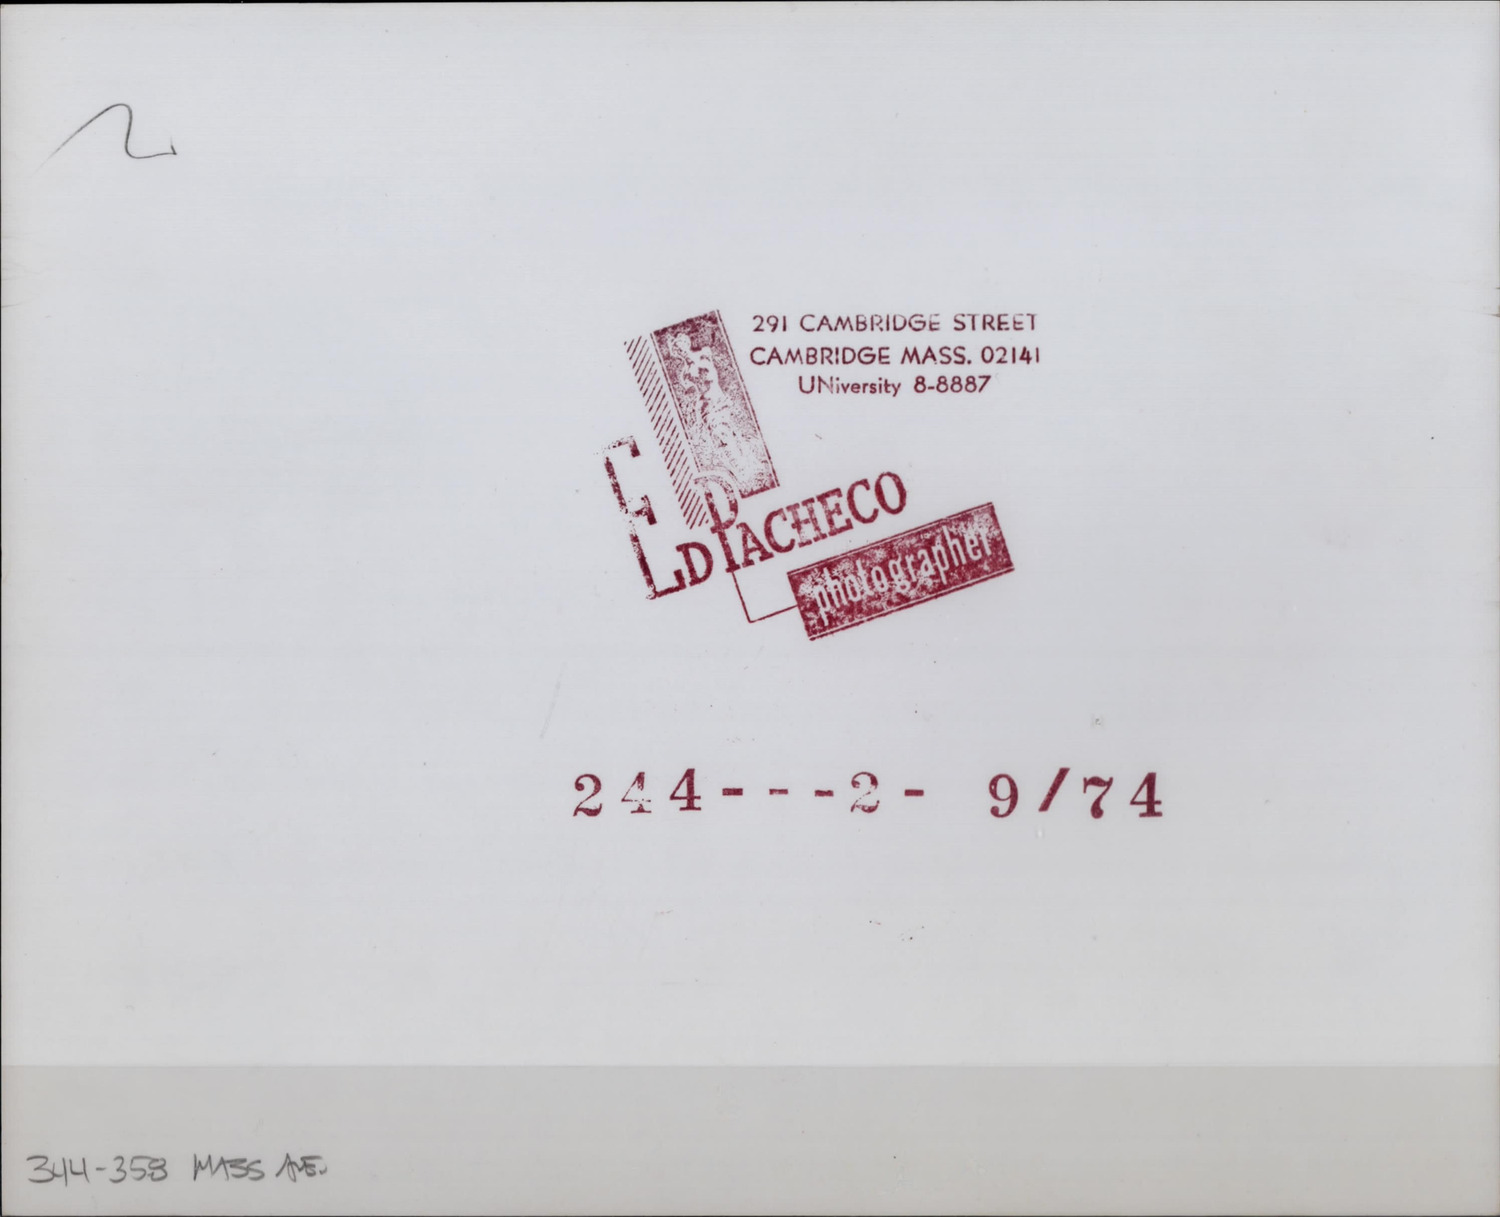 291 CAMBRIDGE STREET
CAMBRIDGE MASS. 02141
UNiversity 8-8887
ED PACHECO
photographer
244---2- 9/74
344-358 MASS AVE.